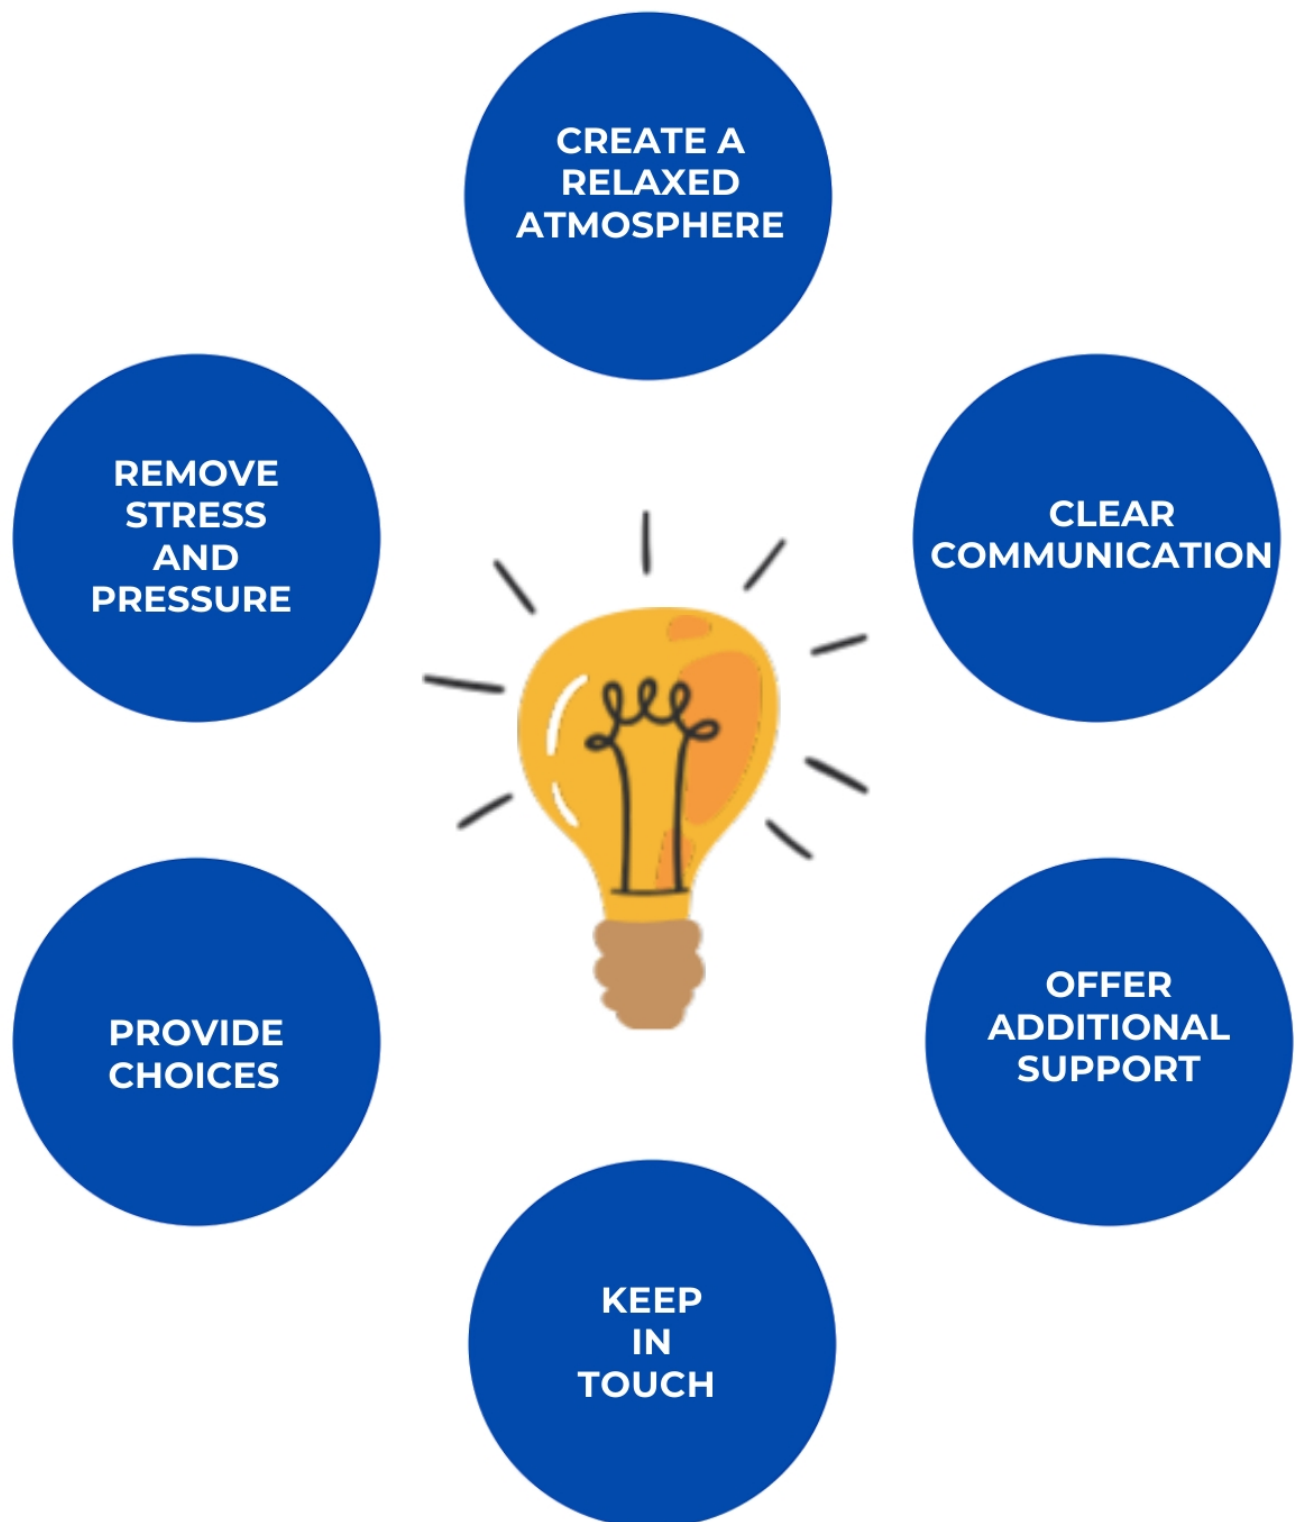 CREATE A
RELAXED
ATMOSPHERE
REMOVE
STRESS
AND
PRESSURE
CLEAR
COMMUNICATION
PROVIDE
CHOICES
OFFER
ADDITIONAL
SUPPORT
KEEP
IN
TOUCH